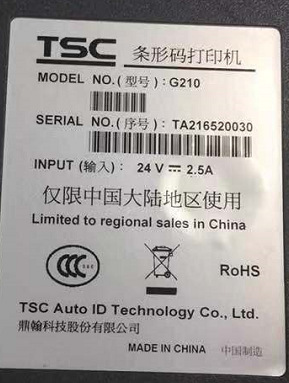 TSC 条形码打印机
MODEL NO.(型号):G210
SERIAL NO.(序号): TA216520030
INPUT(输入): 24 V ⎓ 2.5A
仅限中国大陆地区使用
Limited to regional sales in China
CCC
RoHS
TSC Auto ID Technology Co., Ltd.
鼎翰科技股份有限公司
MADE IN CHINA 中国制造